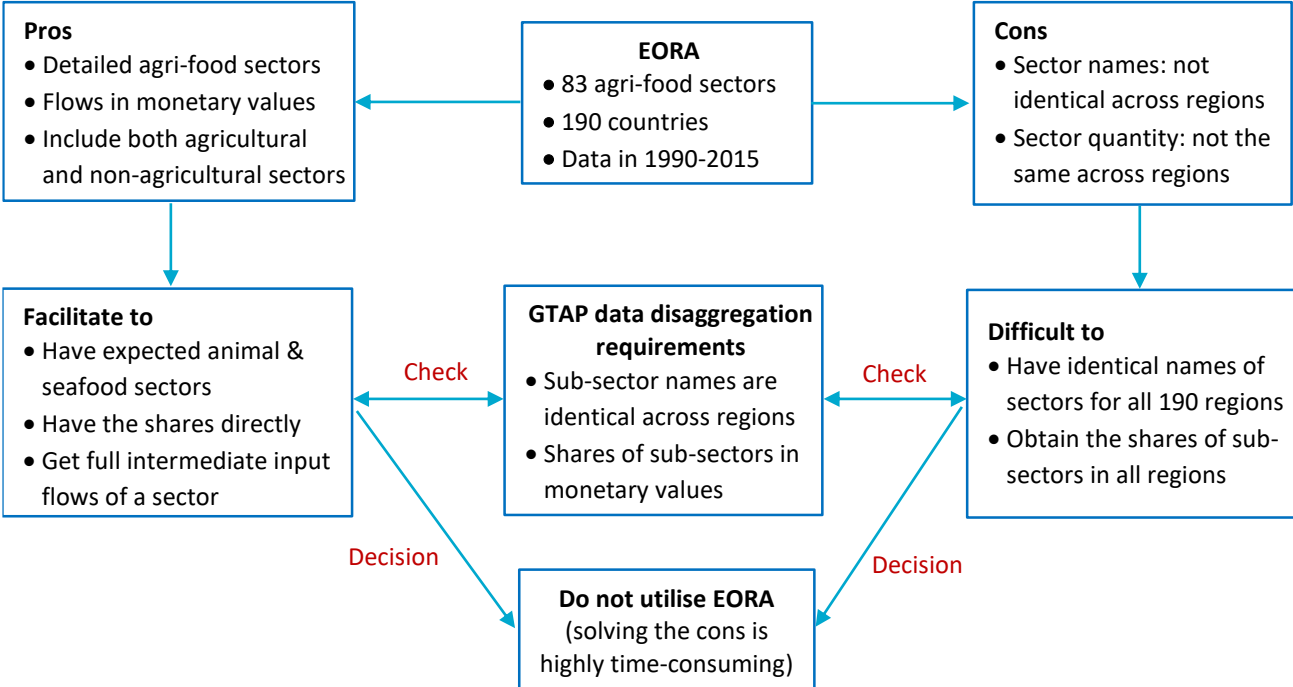 Pros
• Detailed agri-food sectors
• Flows in monetary values
• Include both agricultural
and non-agricultural sectors
EORA
• 83 agri-food sectors
• 190 countries
• Data in 1990-2015
Cons
• Sector names: not
identical across regions
• Sector quantity: not the
same across regions
Facilitate to
• Have expected animal &
seafood sectors
• Have the shares directly
• Get full intermediate input
flows of a sector
Check
GTAP data disaggregation
requirements
• Sub-sector names are
identical across regions
• Shares of sub-sectors in
monetary values
Check
Difficult to
• Have identical names of
sectors for all 190 regions
• Obtain the shares of sub-
sectors in all regions
Decision
Decision
Do not utilise EORA
(solving the cons is
highly time-consuming)